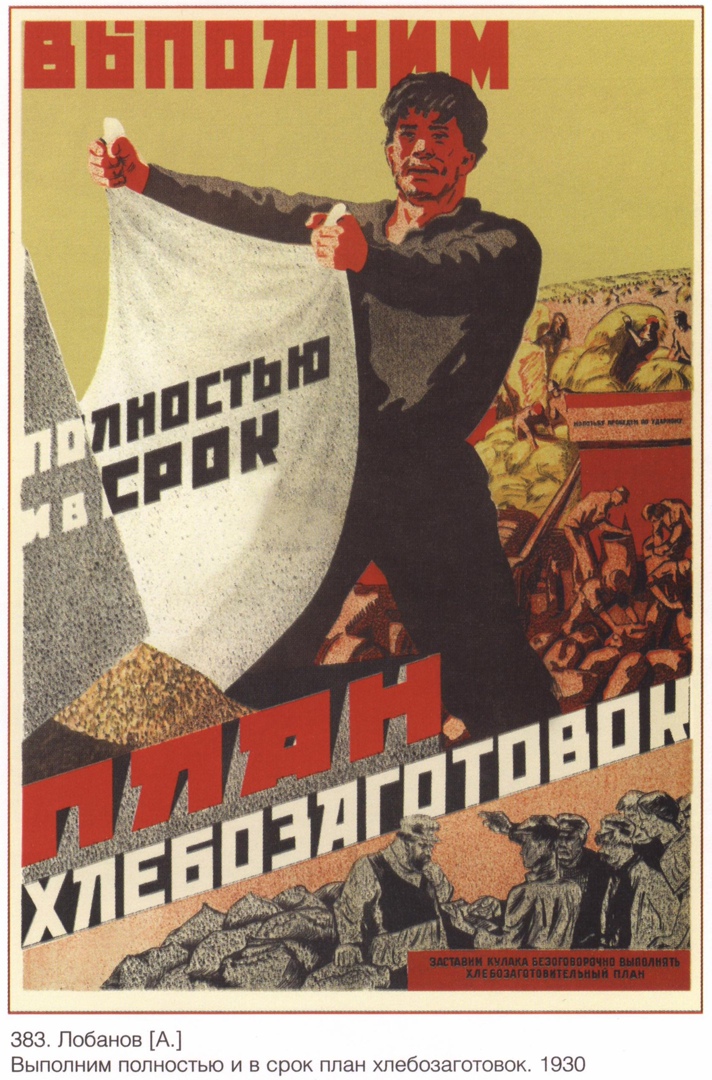 ВЫПОЛНИМ
ПОЛНОСТЬЮ
И В СРОК
ПЛАН
ХЛЕБОЗАГОТОВОК
ЗАСТАВИМ КУЛАКА БЕЗОГОВОРОЧНО ВЫПОЛНЯТЬ
ХЛЕБОЗАГОТОВИТЕЛЬНЫЙ ПЛАН
383. Лобанов [А.]
Выполним полностью и в срок план хлебозаготовок. 1930